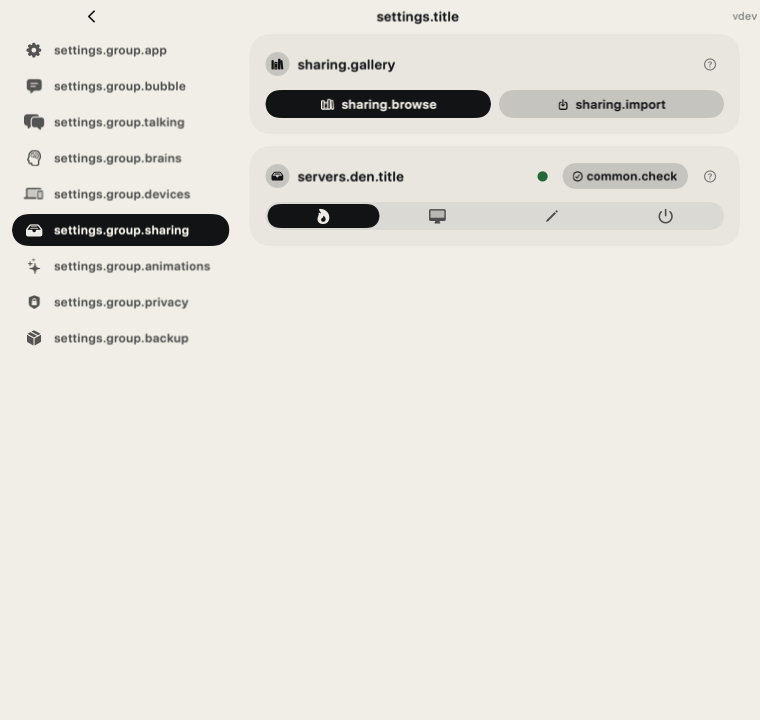 settings.title
vdev
settings.group.app
settings.group.bubble
settings.group.talking
settings.group.brains
settings.group.devices
settings.group.sharing
settings.group.animations
settings.group.privacy
settings.group.backup
sharing.gallery
sharing.browse
sharing.import
servers.den.title
common.check